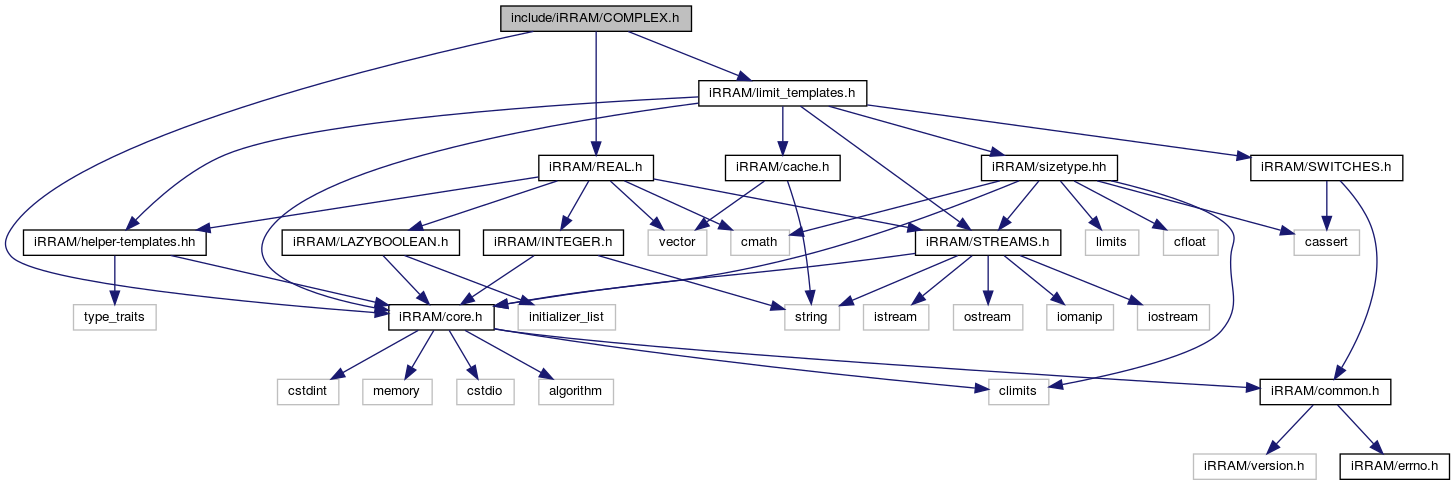 include/iRRAM/COMPLEX.h
iRRAM/limit_templates.h
iRRAM/REAL.h
iRRAM/cache.h
iRRAM/sizetype.hh
iRRAM/SWITCHES.h
iRRAM/helper-templates.hh
iRRAM/LAZYBOOLEAN.h
iRRAM/INTEGER.h
vector
cmath
iRRAM/STREAMS.h
limits
cfloat
cassert
type_traits
iRRAM/core.h
initializer_list
string
istream
ostream
iomanip
iostream
cstdint
memory
cstdio
algorithm
climits
iRRAM/common.h
iRRAM/version.h
iRRAM/errno.h